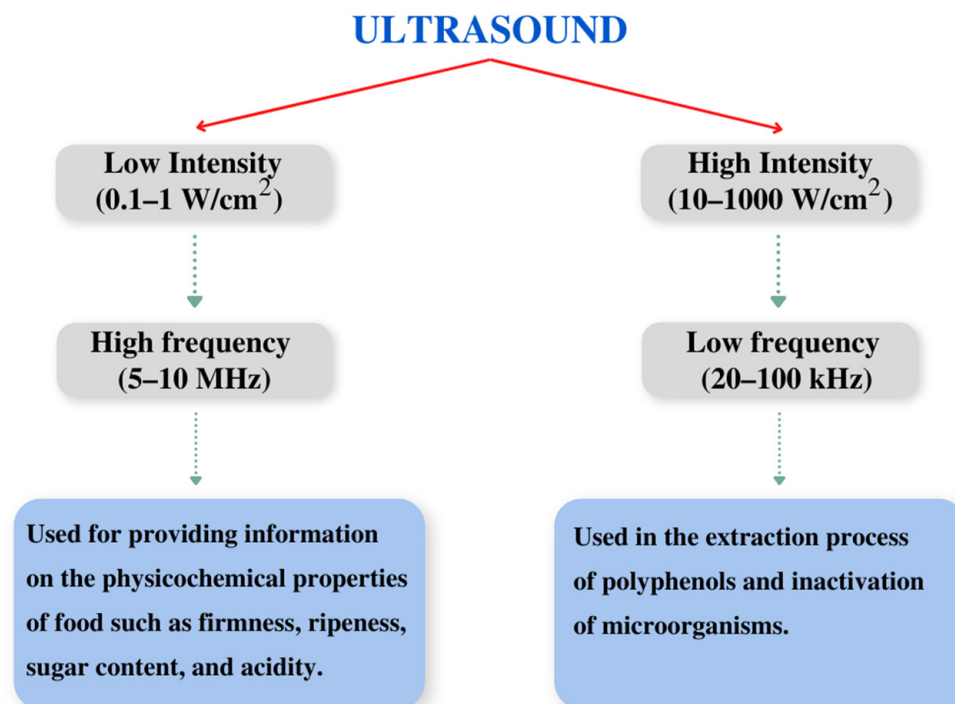 ULTRASOUND
Low Intensity
(0.1–1 W/cm²)
High Intensity
(10–1000 W/cm²)
High frequency
(5–10 MHz)
Low frequency
(20–100 kHz)
Used for providing information
on the physicochemical properties
of food such as firmness, ripeness,
sugar content, and acidity.
Used in the extraction process
of polyphenols and inactivation
of microorganisms.